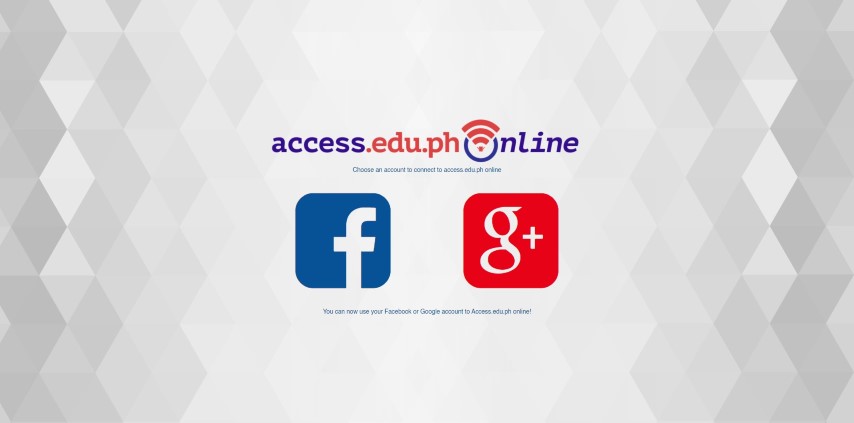 access.edu.ph Online
Choose an account to connect to access.edu.ph online
f
g+
You can now use your Facebook or Google account to Access.edu.ph online!